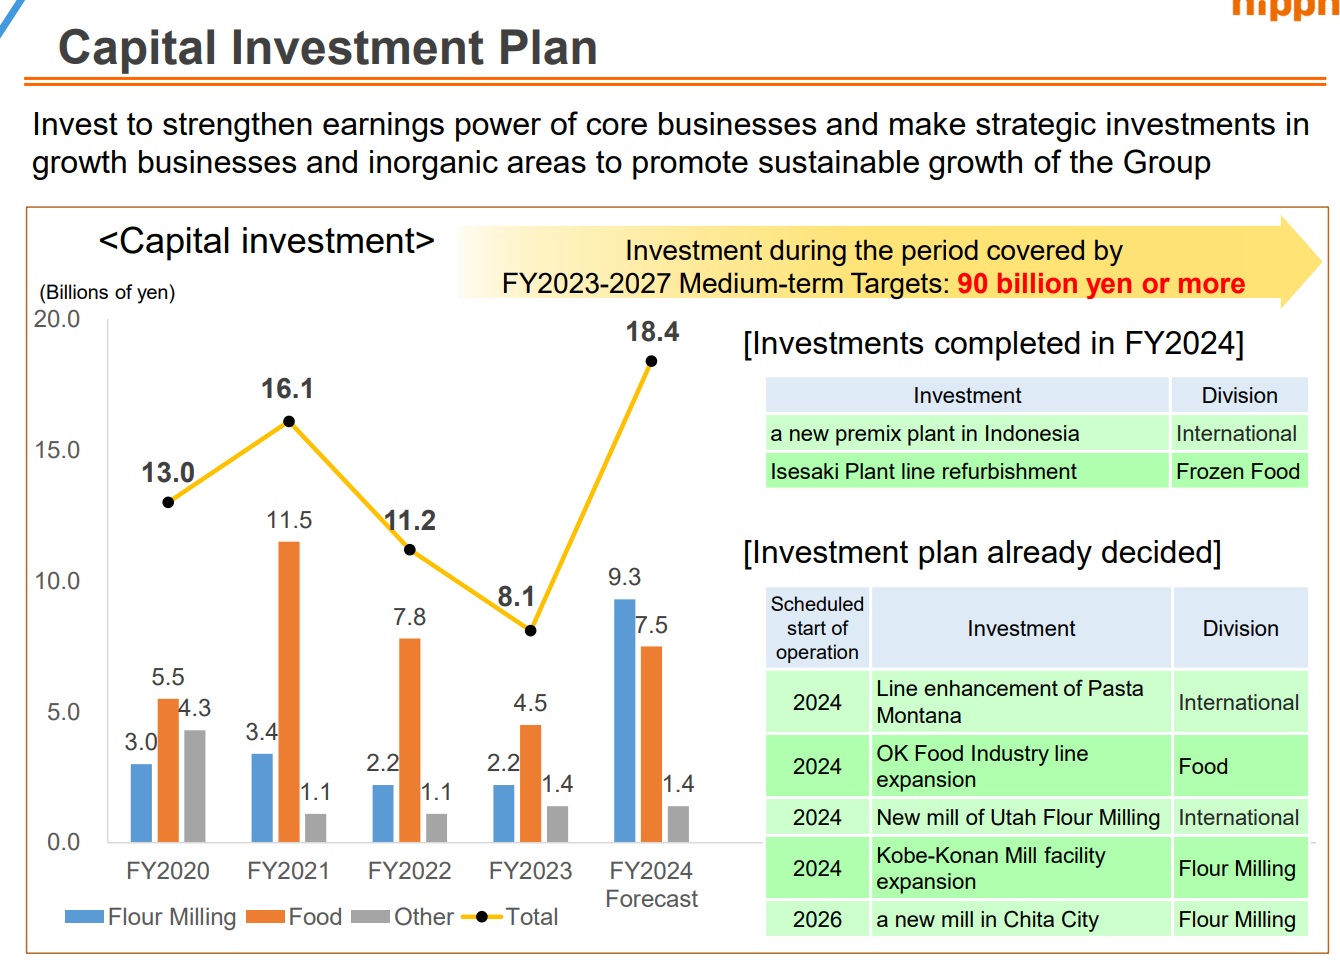 nippn
Capital Investment Plan
Invest to strengthen earnings power of core businesses and make strategic investments in
growth businesses and inorganic areas to promote sustainable growth of the Group
<Capital investment>
Investment during the period covered by
FY2023-2027 Medium-term Targets: 90 billion yen or more
(Billions of yen)
20.0
15.0
10.0
5.0
0.0
13.0
16.1
11.2
8.1
18.4
3.0
5.5
4.3
3.4
11.5
1.1
2.2
7.8
1.1
2.2
4.5
1.4
9.3
7.5
1.4
FY2020
FY2021
FY2022
FY2023
FY2024
Forecast
Flour Milling
Food
Other
Total
[Investments completed in FY2024]
Investment Division
a new premix plant in Indonesia International
Isesaki Plant line refurbishment Frozen Food
[Investment plan already decided]
Scheduled
start of
operation
Investment
Division
2024
Line enhancement of Pasta
Montana
International
2024
OK Food Industry line
expansion
Food
2024 New mill of Utah Flour Milling International
2024
Kobe-Konan Mill facility
expansion
Flour Milling
2026 a new mill in Chita City Flour Milling